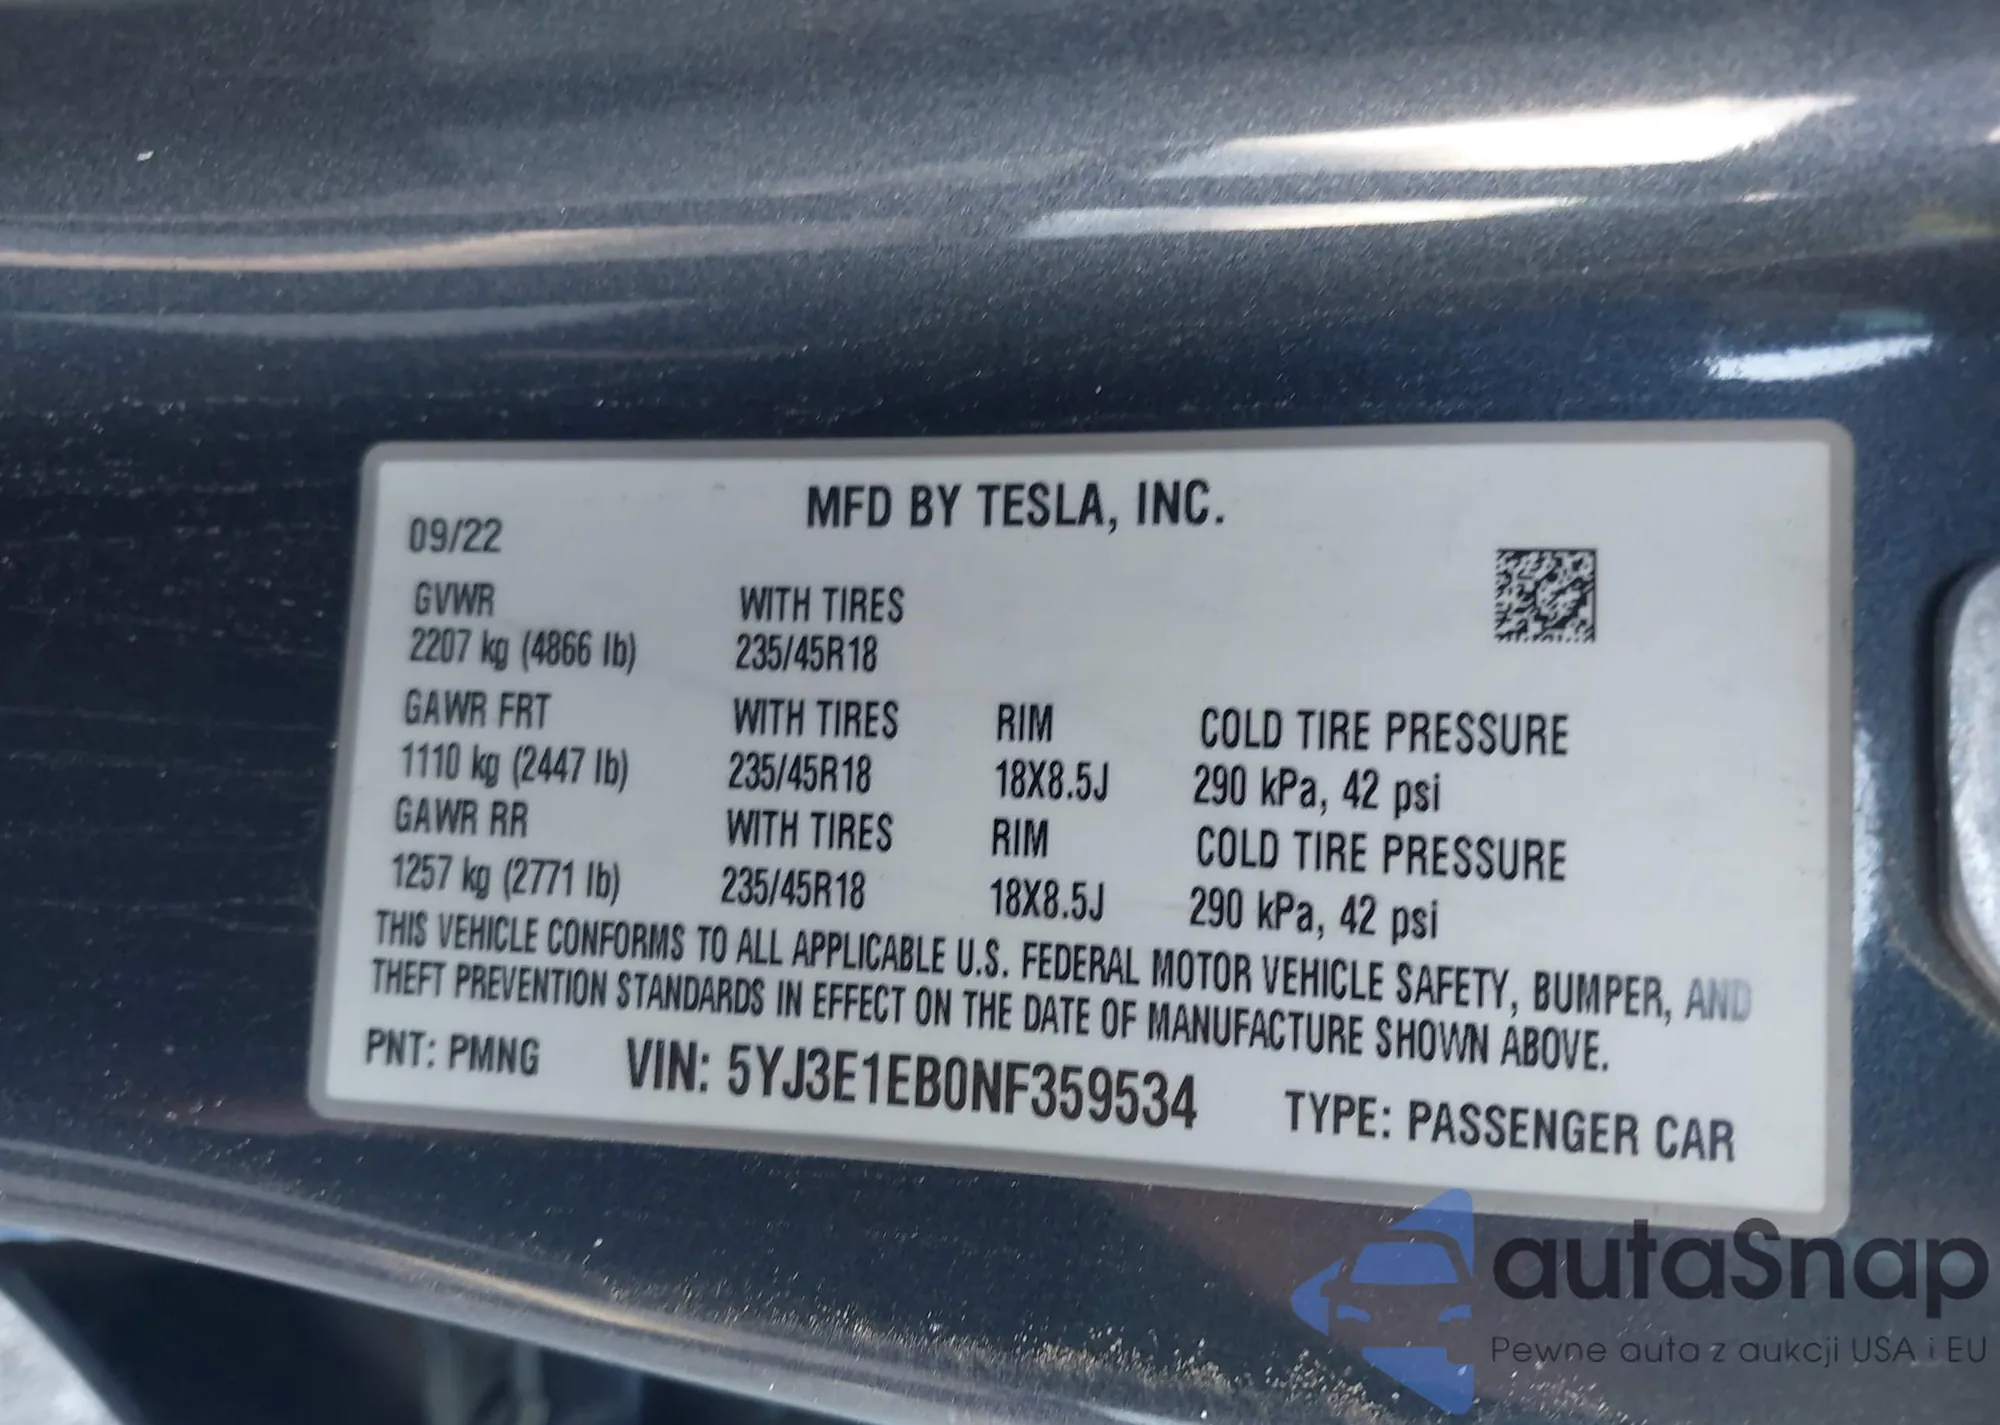 MFD BY TESLA, INC.
09/22
GVWR WITH TIRES
2207 kg (4866 lb) 235/45R18
GAWR FRT WITH TIRES RIM COLD TIRE PRESSURE
1110 kg (2447 lb) 235/45R18 18X8.5J 290 kPa, 42 psi
GAWR RR WITH TIRES RIM COLD TIRE PRESSURE
1257 kg (2771 lb) 235/45R18 18X8.5J 290 kPa, 42 psi
THIS VEHICLE CONFORMS TO ALL APPLICABLE U.S. FEDERAL MOTOR VEHICLE SAFETY, BUMPER, AND
THEFT PREVENTION STANDARDS IN EFFECT ON THE DATE OF MANUFACTURE SHOWN ABOVE.
PNT: PMNG VIN: 5YJ3E1EB0NF359534 TYPE: PASSENGER CAR
autaSnap
Pewne auta z aukcji USA i EU